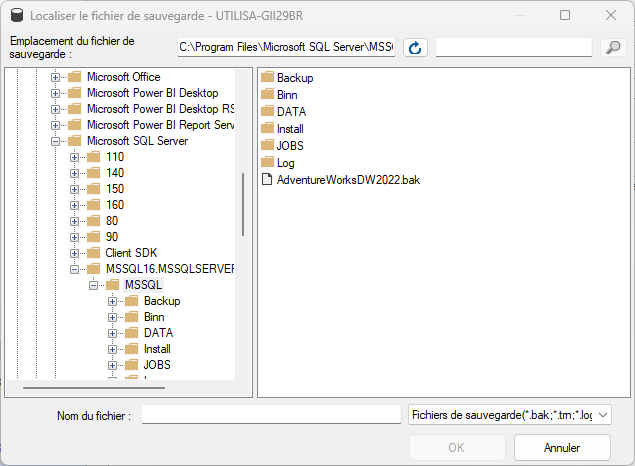 Localiser le fichier de sauvegarde - UTILISA-GII29BR
Emplacement du fichier de
sauvegarde :
C:\Program Files\Microsoft SQL Server\MSS
Microsoft Office
Microsoft Power BI Desktop
Microsoft Power BI Desktop RS
Microsoft Power BI Report Serv
Microsoft SQL Server
110
140
150
160
80
90
Client SDK
MSSQL16.MSSQLSERVER
MSSQL
Backup
Binn
DATA
Install
JOBS
Backup
Binn
DATA
Install
JOBS
Log
AdventureWorksDW2022.bak
Nom du fichier :
Fichiers de sauvegarde(*.bak;*.trn;*.log
OK
Annuler